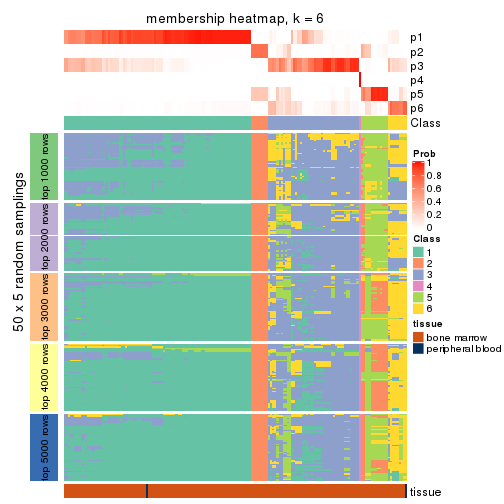 membership heatmap, k = 6
p1
p2
p3
p4
p5
p6
Class
Prob
1
0.8
0.6
0.4
0.2
0
Class
1
2
3
4
5
6
tissue
bone marrow
peripheral blood
50 x 5 random samplings
top 1000 rows
top 2000 rows
top 3000 rows
top 4000 rows
top 5000 rows
tissue